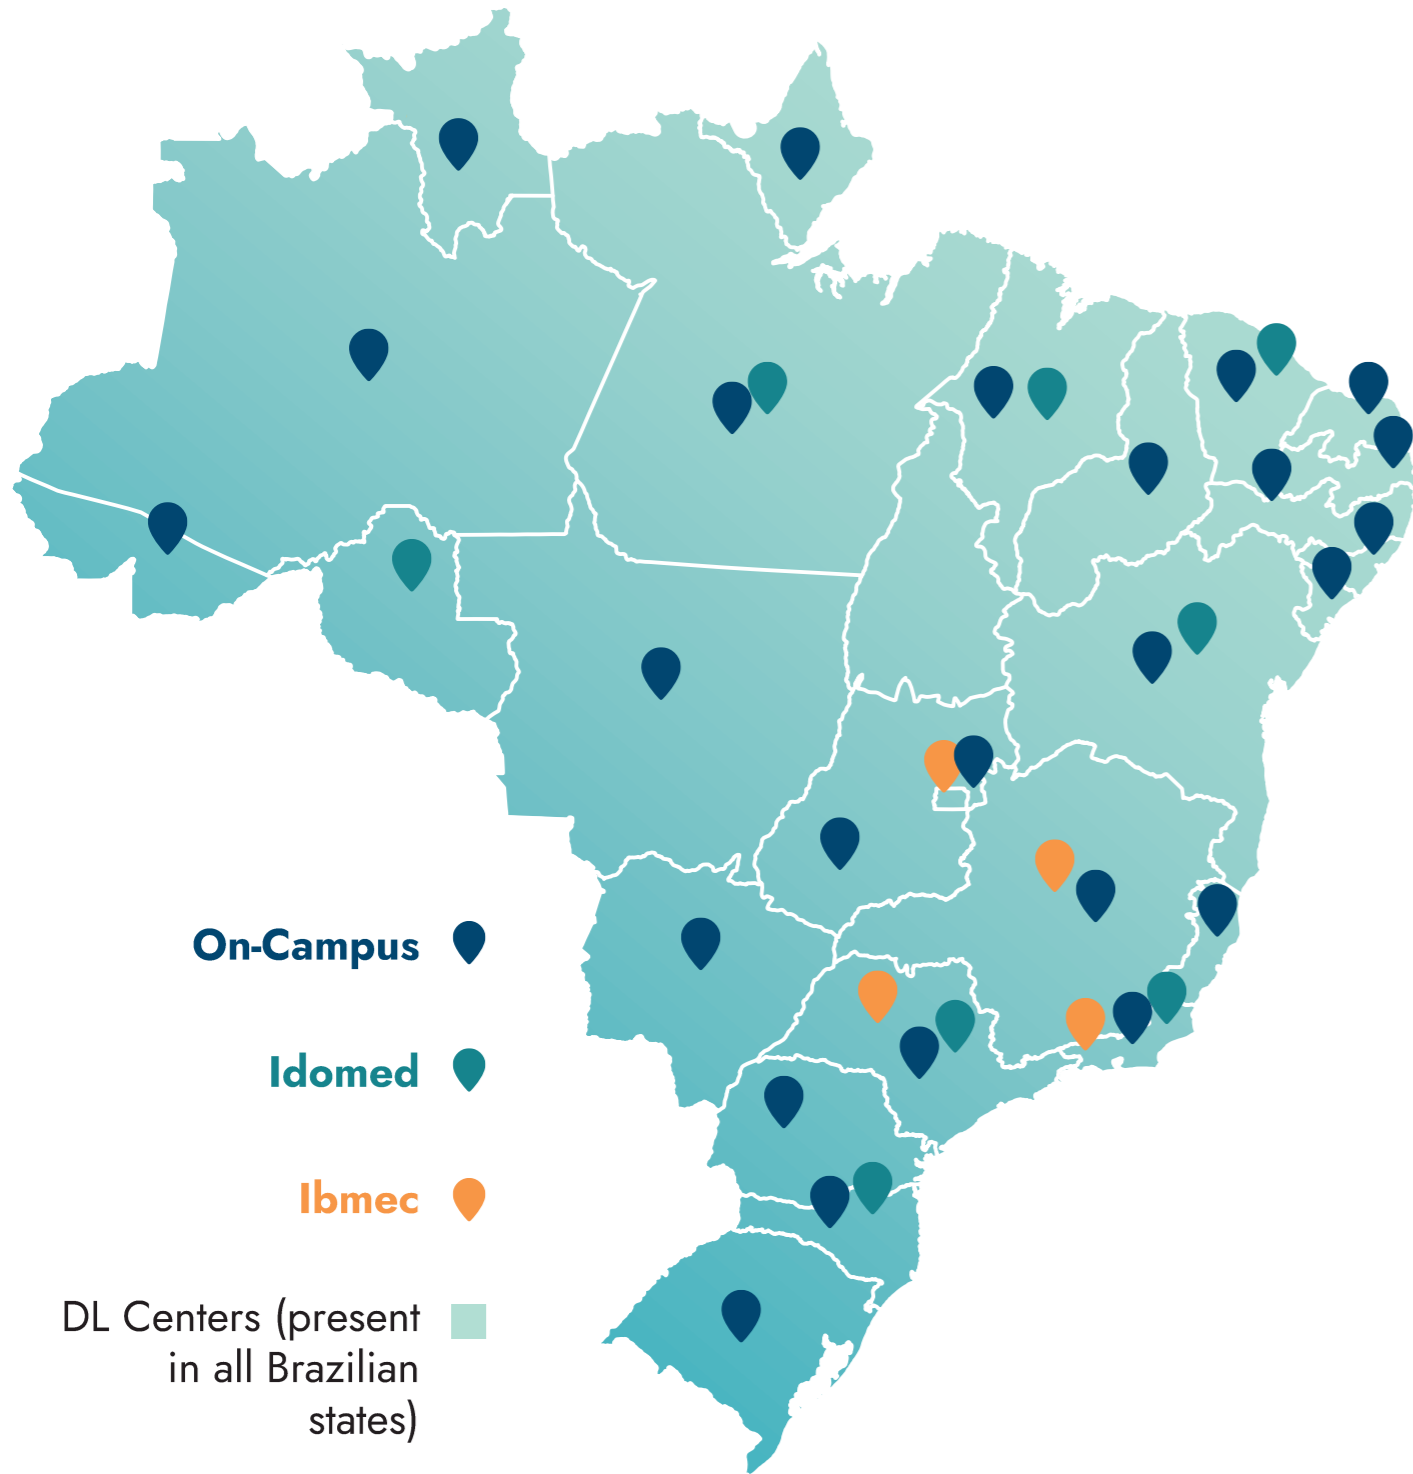 On-Campus
Idomed
Ibmec
DL Centers (present
in all Brazilian
states)